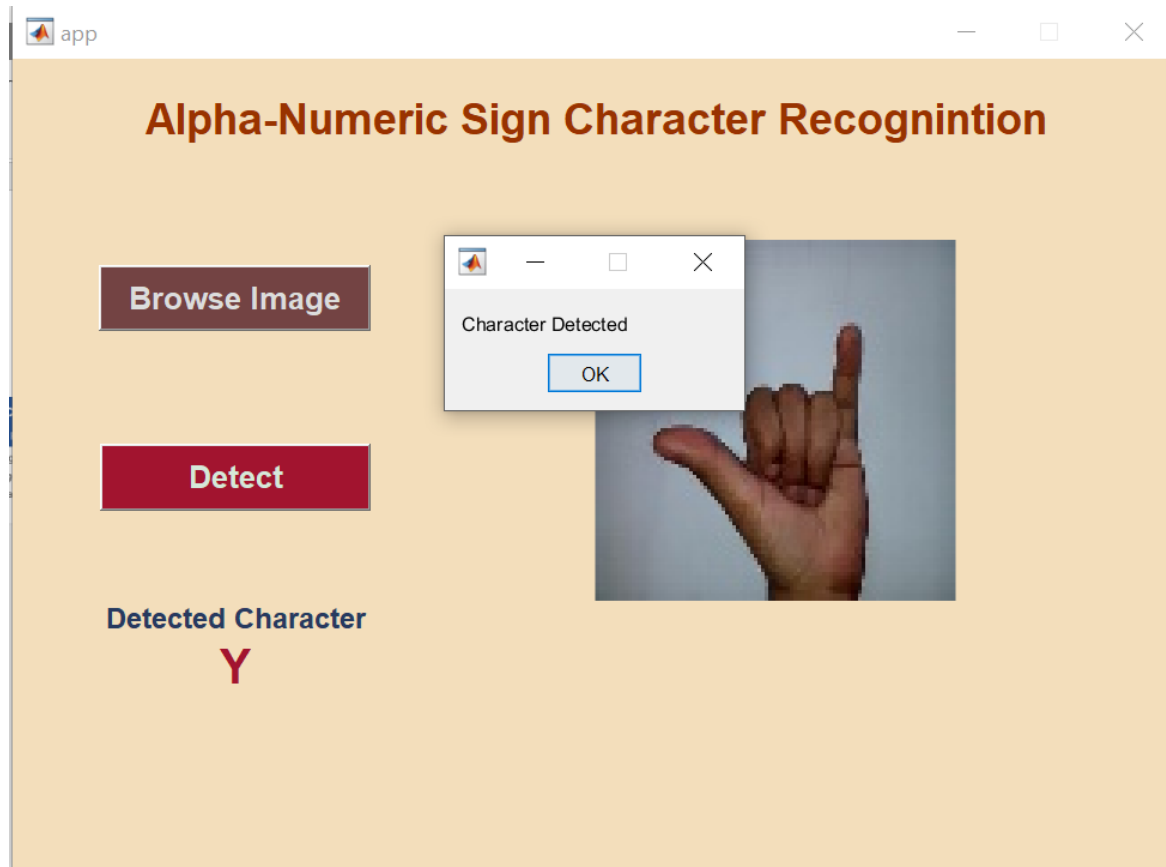 app
Alpha-Numeric Sign Character Recognintion
Browse Image
Character Detected
OK
Detect
Detected Character
Y